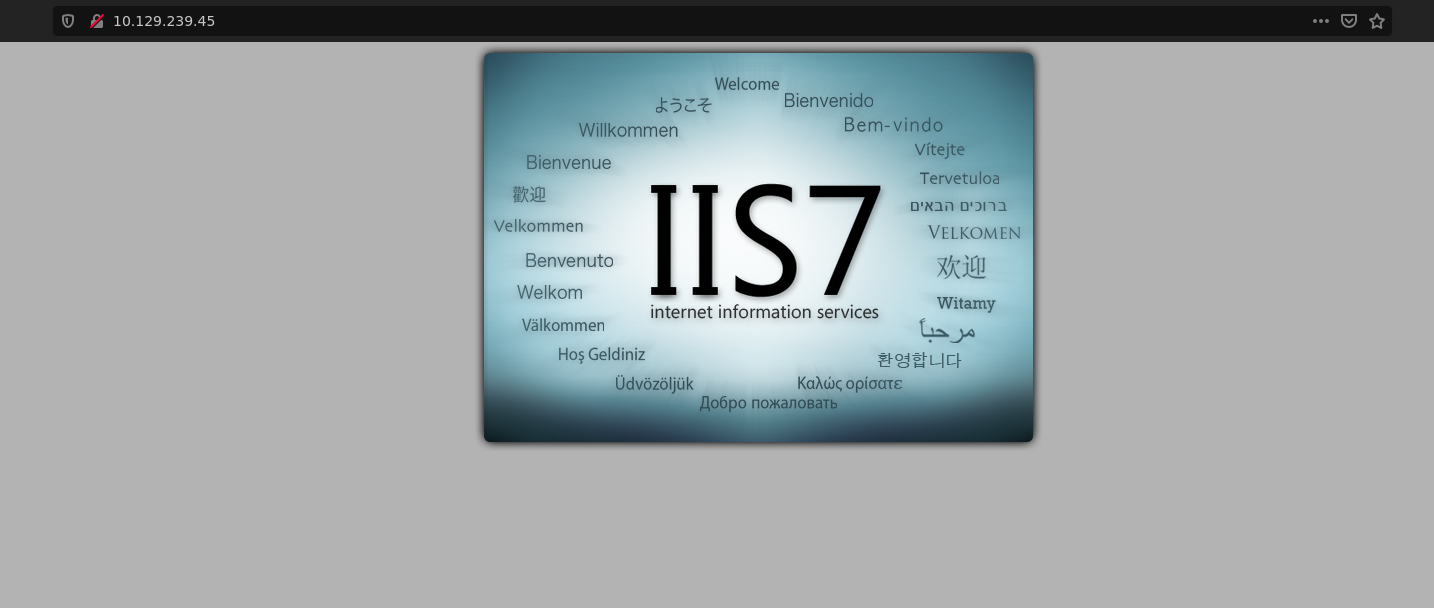 10.129.239.45
Welcome
ようこそ
Bienvenido
Willkommen
Bem-vindo
Bienvenue
Vítejte
歡迎
Tervetuloa
ברוכים הבאים
Velkommen
VELKOMEN
IIS7
internet information services
Benvenuto
欢迎
Welkom
Witamy
Välkommen
مرحباً
Hoş Geldiniz
환영합니다
Üdvözöljük
Καλώς ορίσατε
Добро пожаловать